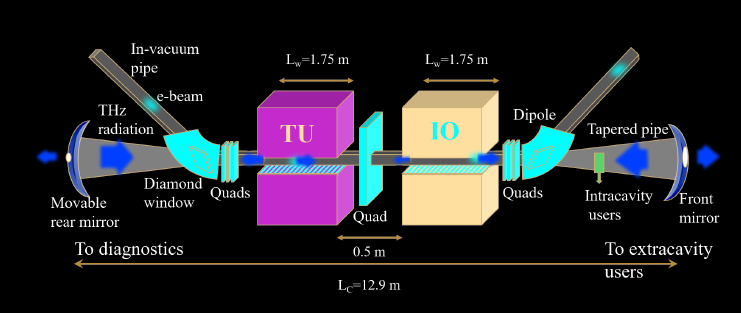 In-vacuum
pipe
e-beam
THz
radiation
L_w=1.75 m
L_w=1.75 m
TU
IO
Dipole
Tapered pipe
Diamond
window
Quads
Quad
Quads
Intracavity
users
Movable
rear mirror
Front
mirror
To diagnostics
0.5 m
To extracavity
users
L_C=12.9 m